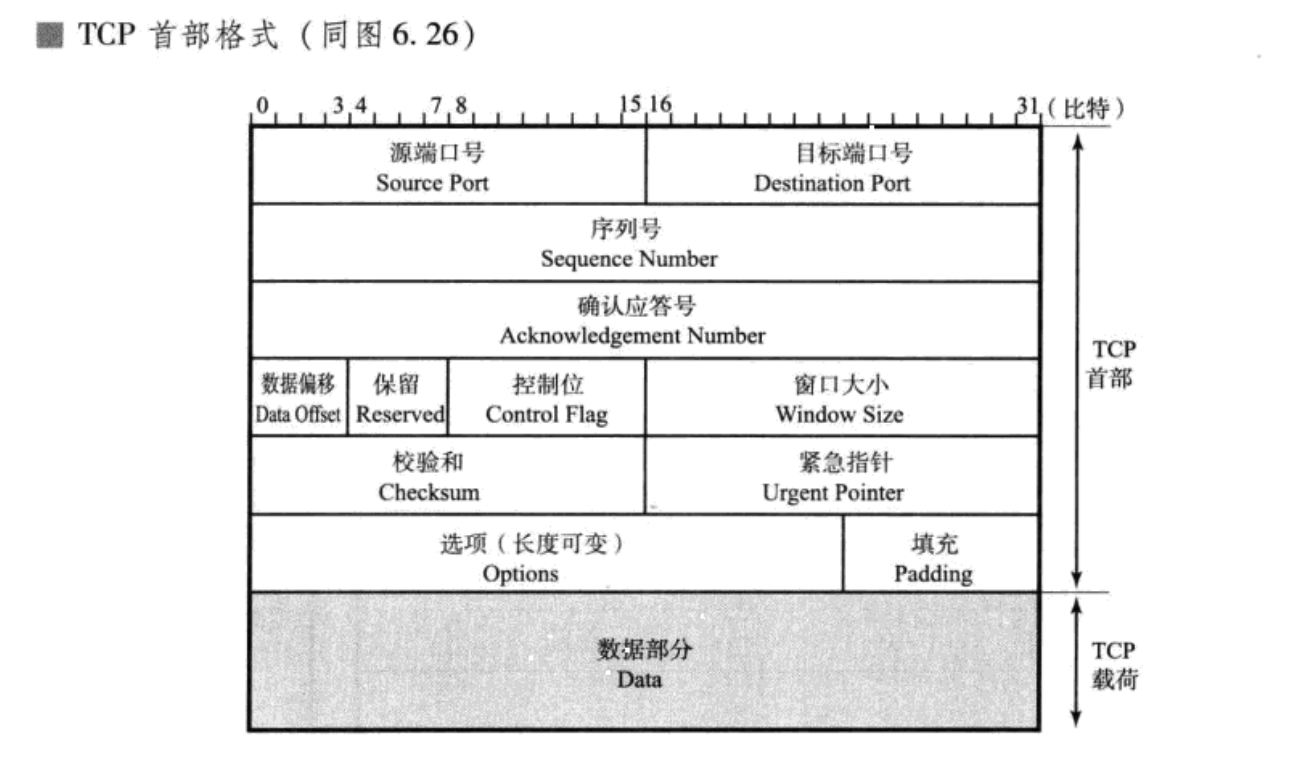 ■ TCP 首部格式（同图 6.26）
0 3 4 7 8 15 16 31（比特）
源端口号
Source Port
目标端口号
Destination Port
序列号
Sequence Number
确认应答号
Acknowledgement Number
数据偏移
Data Offset
保留
Reserved
控制位
Control Flag
窗口大小
Window Size
校验和
Checksum
紧急指针
Urgent Pointer
选项（长度可变）
Options
填充
Padding
TCP
首部
数据部分
Data
TCP
载荷